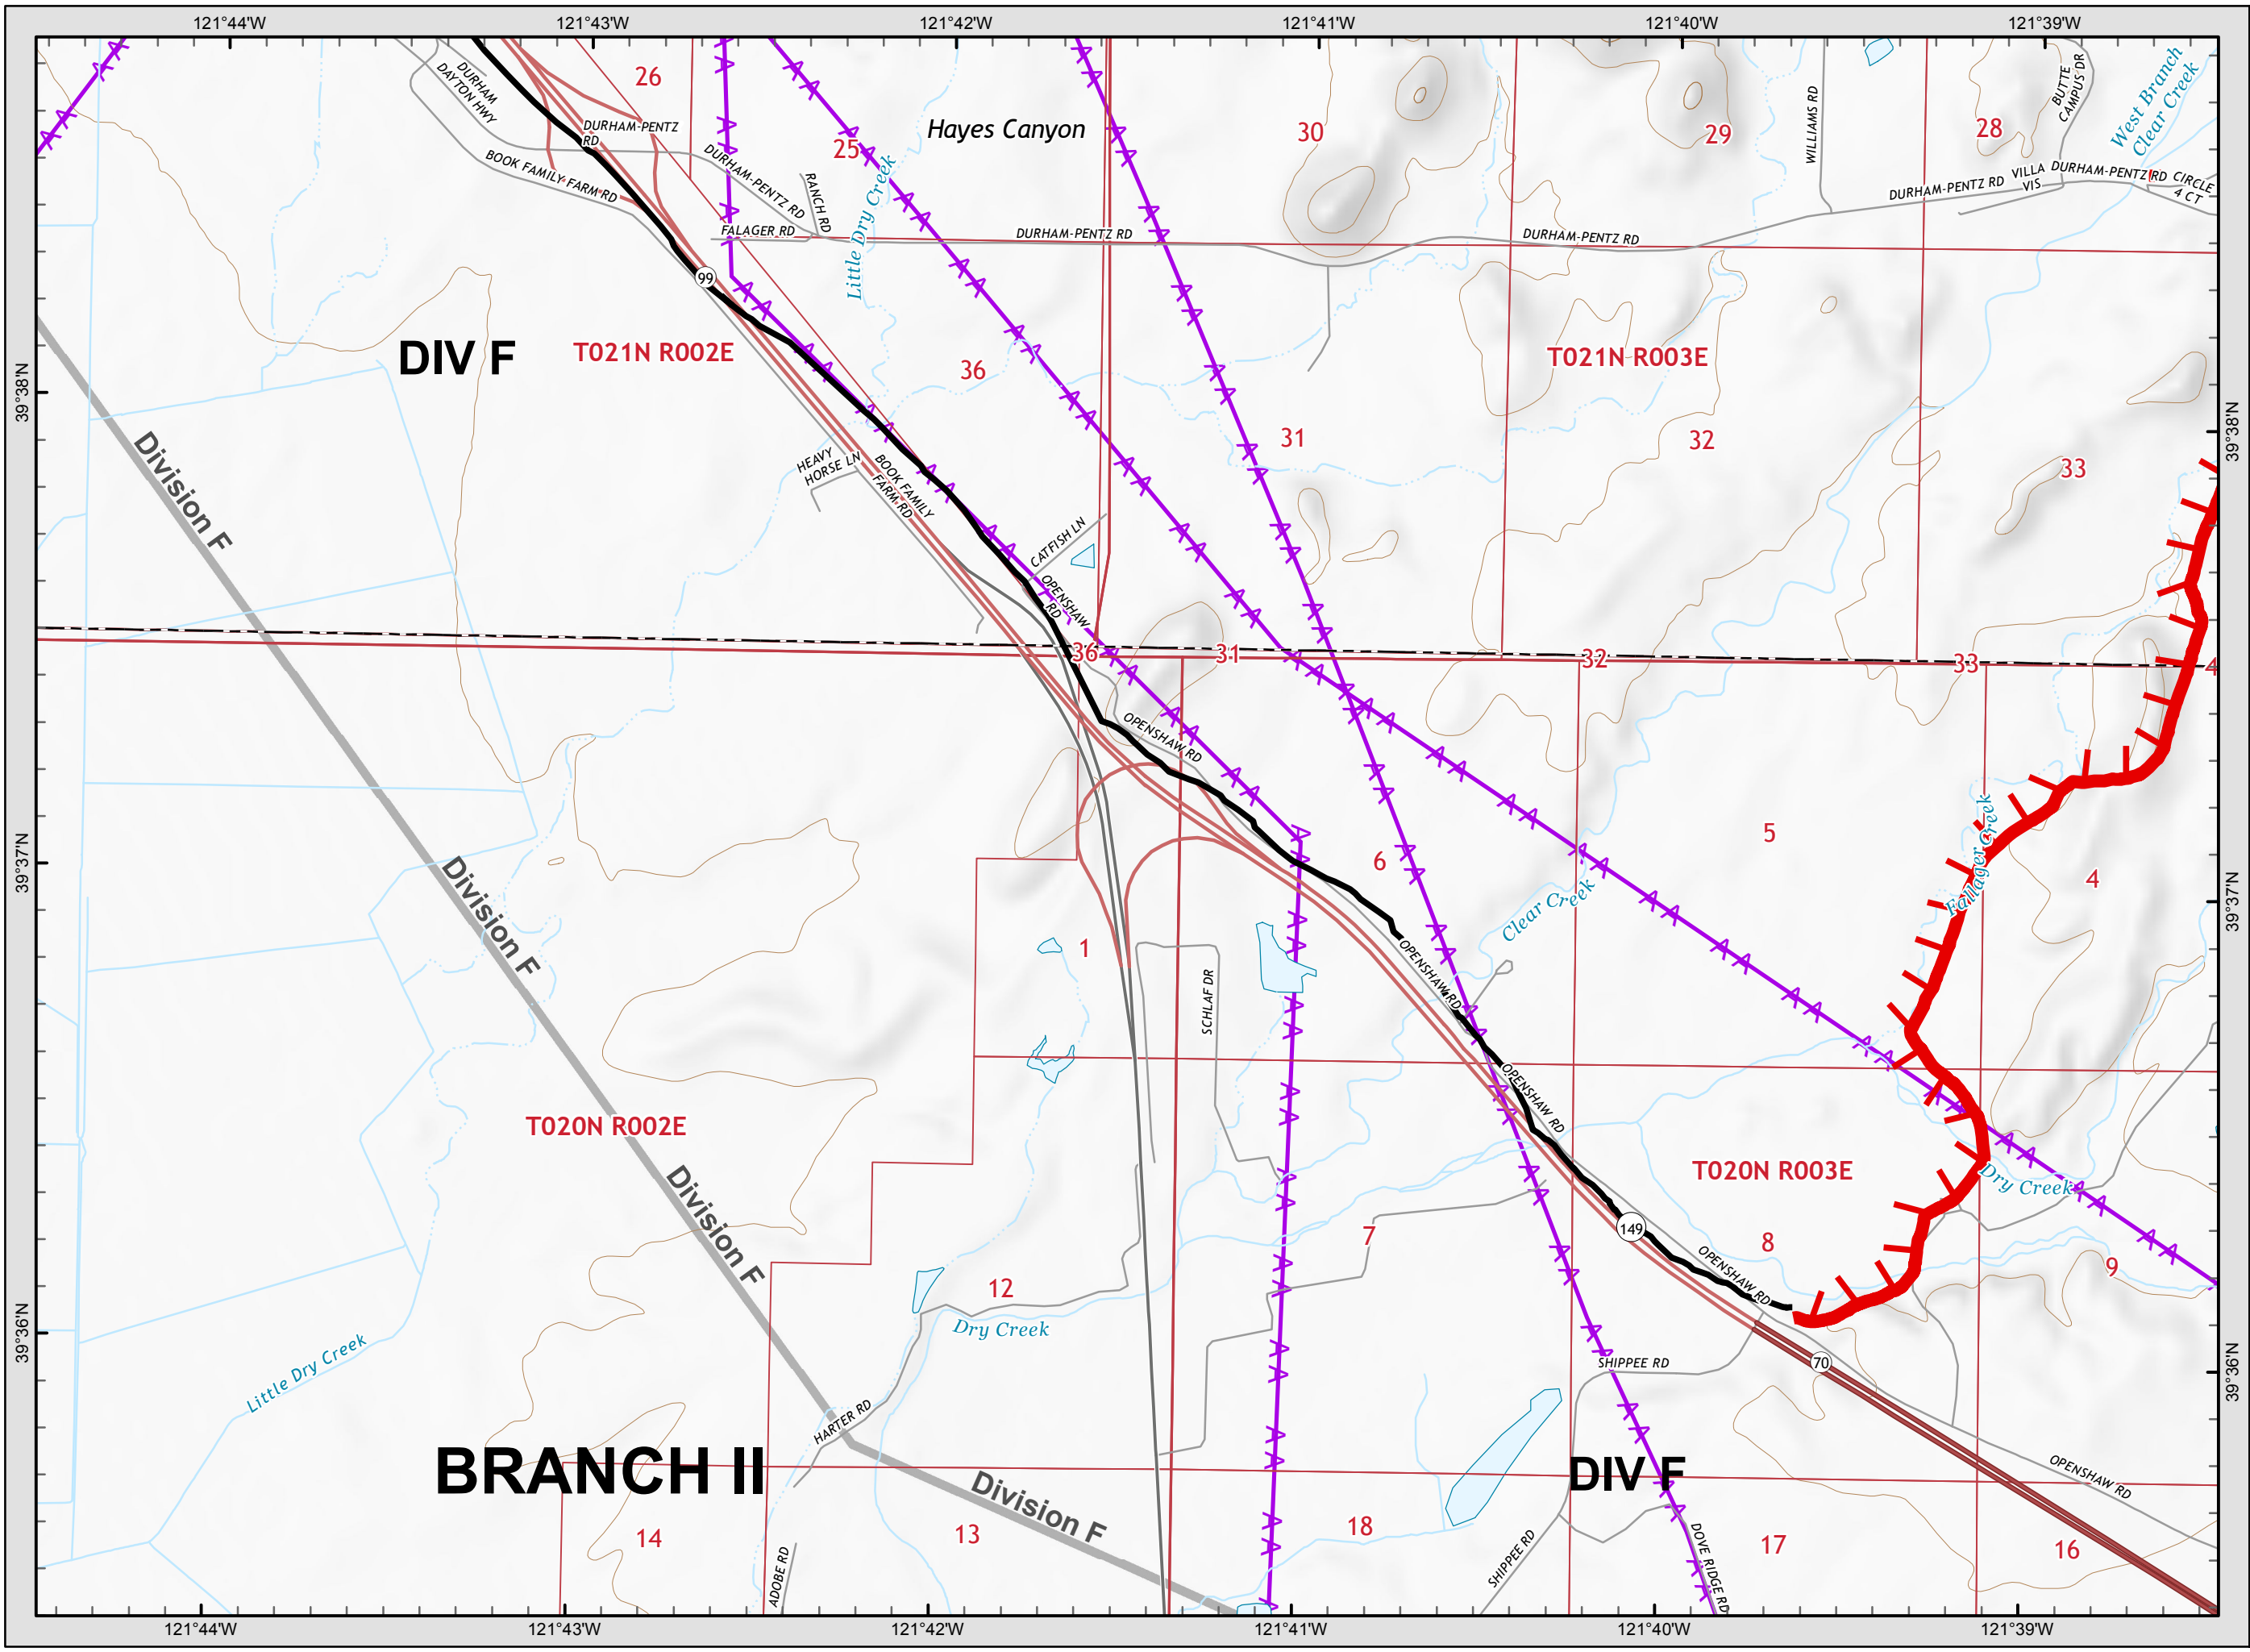 121°44'W
121°43'W
121°42'W
121°41'W
121°40'W
121°39'W
26
DURHAM
DAYTON HWY
DURHAM-PENTZ
RD
BOOK FAMILY FARM RD
DURHAM-PENTZ RD
RANCH RD
25
Hayes Canyon
30
29
WILLIAMS RD
28
BUTTE
CAMPUS DR
West Branch
Clear Creek
DURHAM-PENTZ RD
VILLA
VIS
DURHAM-PENTZ RD
CIRCLE
4 CT
Little Dry Creek
FALAGER RD
DURHAM-PENTZ RD
DURHAM-PENTZ RD
99
DIV F
T021N R002E
36
T021N R003E
39°38'N
39°38'N
31
32
33
Division F
HEAVY
HORSE LN
BOOK FAMILY
FARM RD
CATFISH LN
OPENSHAW
RD
36
31
32
33
4
OPENSHAW RD
5
6
4
39°37'N
39°37'N
Fallager Creek
Clear Creek
Division F
1
SCHLAF DR
OPENSHAW RD
OPENSHAW RD
T020N R002E
T020N R003E
Dry Creek
Division F
149
7
8
9
OPENSHAW RD
12
Dry Creek
39°36'N
39°36'N
Little Dry Creek
SHIPPEE RD
70
HARTER RD
BRANCH II
DIV F
OPENSHAW RD
Division F
14
13
18
17
16
ADOBE RD
SHIPPEE RD
DOVE RIDGE RD
121°44'W
121°43'W
121°42'W
121°41'W
121°40'W
121°39'W